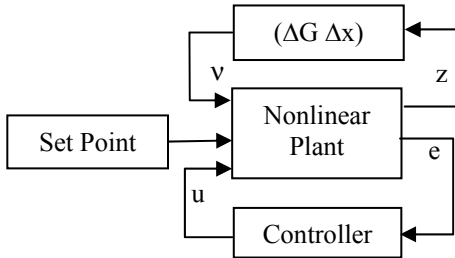 (ΔG Δx)
ν
z
Nonlinear
Plant
Set Point
e
u
Controller